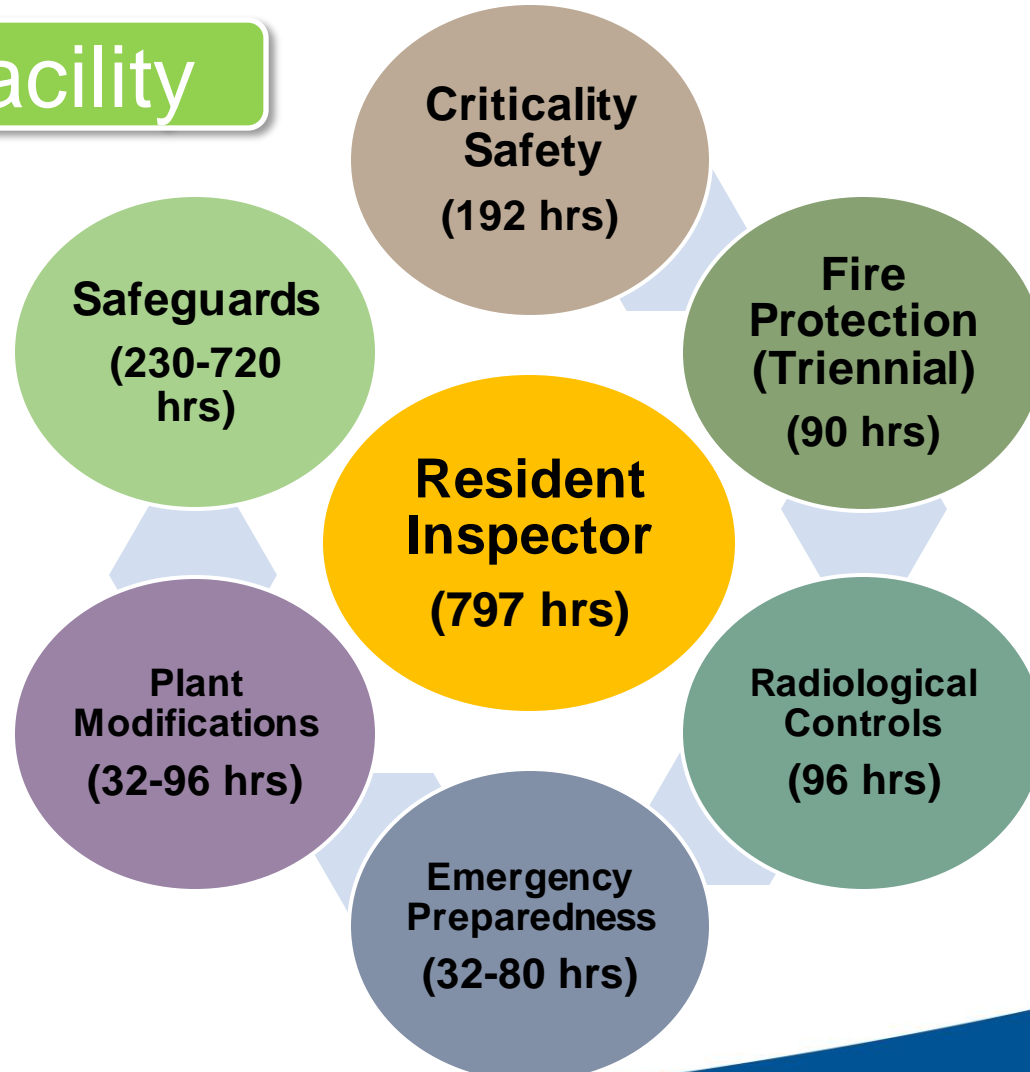 acility
Criticality
Safety
(192 hrs)
Fire
Protection
(Triennial)
(90 hrs)
Safeguards
(230-720
hrs)
Resident
Inspector
(797 hrs)
Plant
Modifications
(32-96 hrs)
Radiological
Controls
(96 hrs)
Emergency
Preparedness
(32-80 hrs)